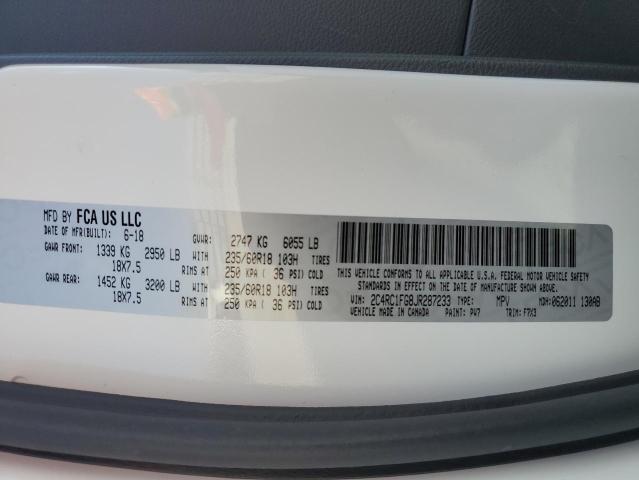 MFD BY FCA US LLC
DATE OF MFR(BUILT): 6-18 GVWR: 2747 KG 6055 LB
GAWR FRONT: 1339 KG 2950 LB WITH 235/60R18 103H TIRES
18X7.5 RIMS AT 250 KPA ( 36 PSI) COLD
GAWR REAR: 1452 KG 3200 LB WITH 235/60R18 103H TIRES
18X7.5 RIMS AT 250 KPA ( 36 PSI) COLD
THIS VEHICLE CONFORMS TO ALL APPLICABLE U.S.A. FEDERAL MOTOR VEHICLE SAFETY
STANDARDS IN EFFECT ON THE DATE OF MANUFACTURE SHOWN ABOVE
VIN: 2C4RC1FG8JR287233 TYPE: MPV MDH: 062011 130AB
VEHICLE MADE IN CANADA PAINT: PW7 TRIM: F7X9